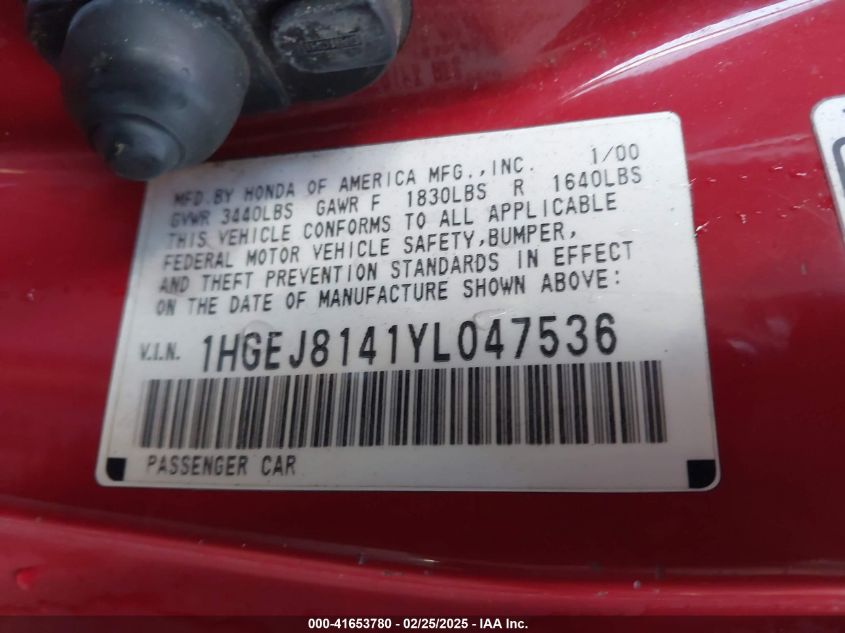 MFD.BY HONDA OF AMERICA MFG.,INC. 1/00
GVWR 3440LBS GAWR F 1830LBS R 1640LBS
THIS VEHICLE CONFORMS TO ALL APPLICABLE
FEDERAL MOTOR VEHICLE SAFETY,BUMPER,
AND THEFT PREVENTION STANDARDS IN EFFECT
ON THE DATE OF MANUFACTURE SHOWN ABOVE:
V.I.N. 1HGEJ8141YL047536
PASSENGER CAR
000-41653780 - 02/25/2025 - IAA Inc.